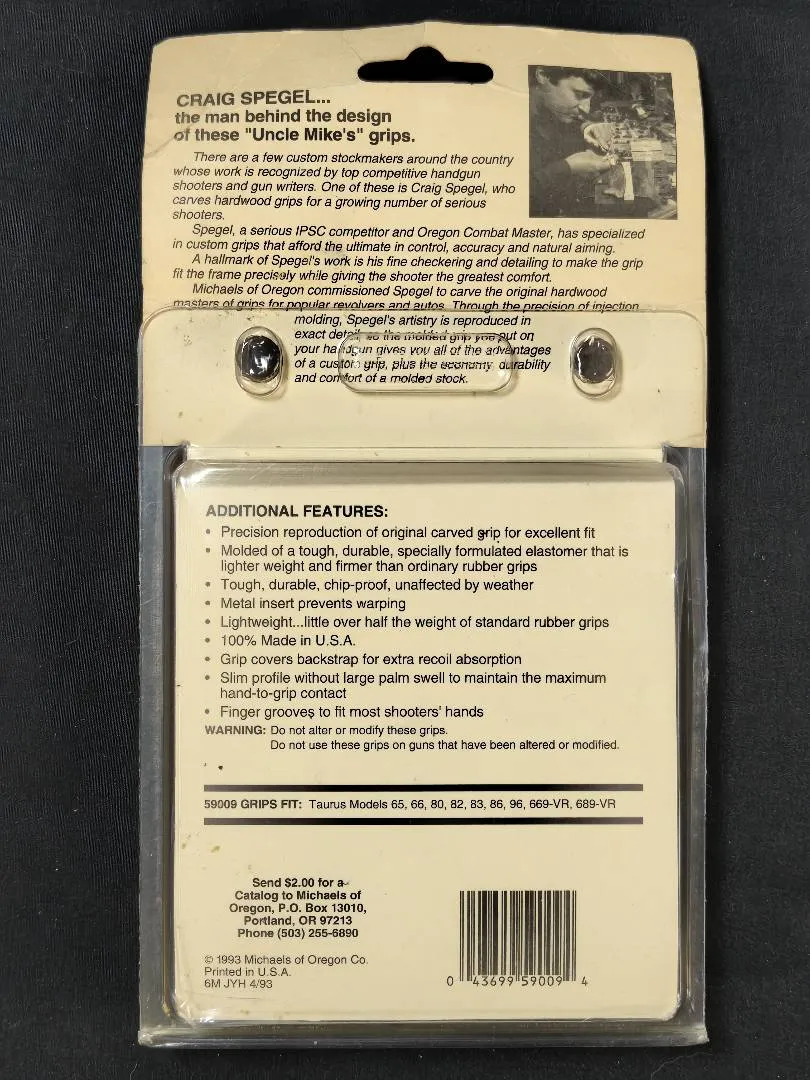 CRAIG SPEGEL...
the man behind the design
of these "Uncle Mike's" grips.
There are a few custom stockmakers around the country
whose work is recognized by top competitive handgun
shooters and gun writers. One of these is Craig Spegel, who
carves hardwood grips for a growing number of serious
shooters.
Spegel, a serious IPSC competitor and Oregon Combat Master, has specialized
in custom grips that afford the ultimate in control, accuracy and natural aiming.
A hallmark of Spegel's work is his fine checkering and detailing to make the grip
fit the frame precisely while giving the shooter the greatest comfort.
Michaels of Oregon commissioned Spegel to carve the original hardwood
masters of grips for popular revolvers and autos. Through the precision of injection
molding, Spegel's artistry is reproduced in
exact detail, so the molded grip you put on
your handgun gives you all of the advantages
of a custom grip, plus the economy, durability
and comfort of a molded stock.
ADDITIONAL FEATURES:
• Precision reproduction of original carved grip for excellent fit
• Molded of a tough, durable, specially formulated elastomer that is
lighter weight and firmer than ordinary rubber grips
• Tough, durable, chip-proof, unaffected by weather
• Metal insert prevents warping
• Lightweight...little over half the weight of standard rubber grips
• 100% Made in U.S.A.
• Grip covers backstrap for extra recoil absorption
• Slim profile without large palm swell to maintain the maximum
hand-to-grip contact
• Finger grooves to fit most shooters' hands
WARNING: Do not alter or modify these grips.
Do not use these grips on guns that have been altered or modified.
59009 GRIPS FIT: Taurus Models 65, 66, 80, 82, 83, 86, 96, 669-VR, 689-VR
Send $2.00 for a
Catalog to Michaels of
Oregon, P.O. Box 13010,
Portland, OR 97213
Phone (503) 255-6890
© 1993 Michaels of Oregon Co.
Printed in U.S.A.
6M JYH 4/93
0 43699 59009 4